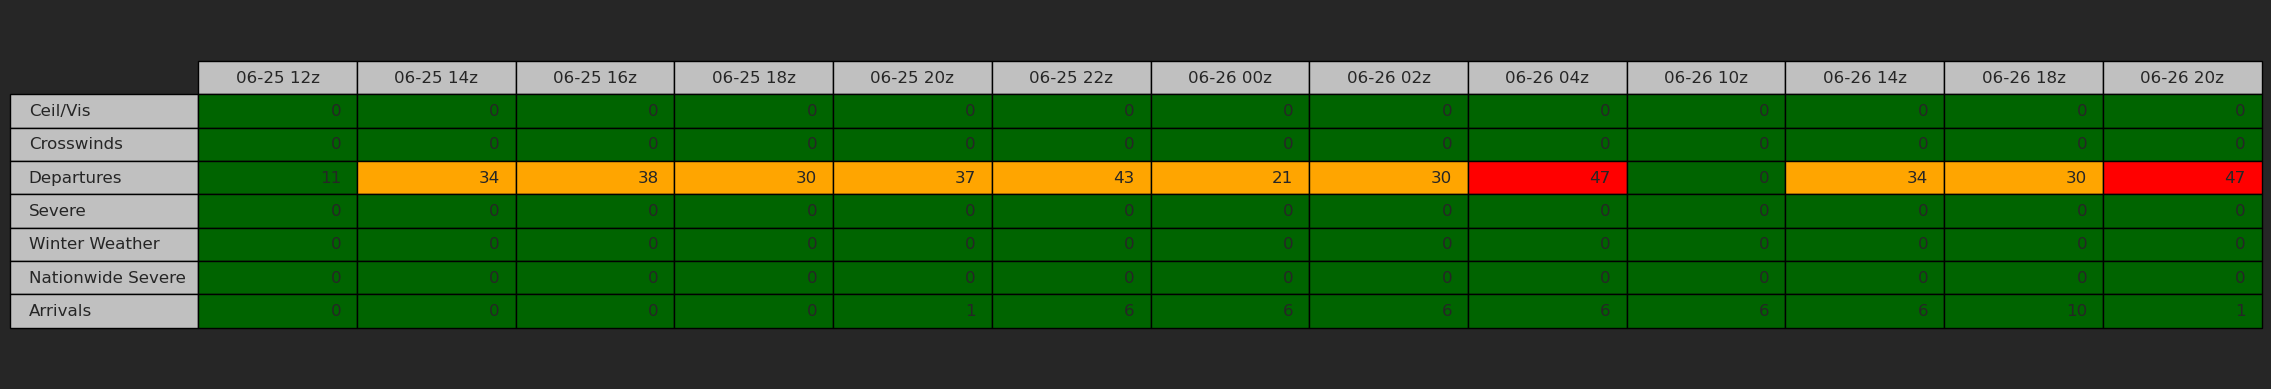 06-25 12z 06-25 14z 06-25 16z 06-25 18z 06-25 20z 06-25 22z 06-26 00z 06-26 02z 06-26 04z 06-26 10z 06-26 14z 06-26 18z 06-26 20z
Ceil/Vis 0 0 0 0 0 0 0 0 0 0 0 0 0
Crosswinds 0 0 0 0 0 0 0 0 0 0 0 0 0
Departures 11 34 38 30 37 43 21 30 47 0 34 30 47
Severe 0 0 0 0 0 0 0 0 0 0 0 0 0
Winter Weather 0 0 0 0 0 0 0 0 0 0 0 0 0
Nationwide Severe 0 0 0 0 0 0 0 0 0 0 0 0 0
Arrivals 0 0 0 0 1 6 6 6 6 6 6 10 1